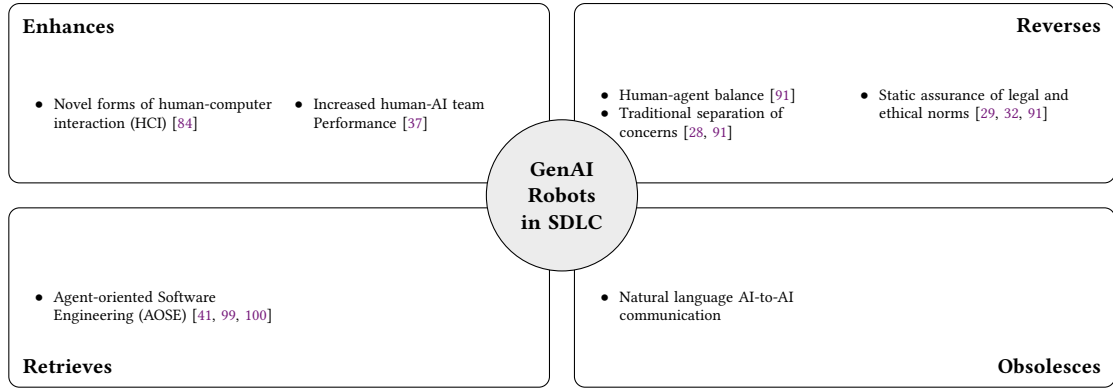 Enhances
• Novel forms of human-computer
interaction (HCI) [84]
• Increased human-AI team
Performance [37]
Reverses
• Human-agent balance [91]
• Traditional separation of
concerns [28, 91]
• Static assurance of legal and
ethical norms [29, 32, 91]
GenAI
Robots
in SDLC
• Agent-oriented Software
Engineering (AOSE) [41, 99, 100]
Retrieves
• Natural language AI-to-AI
communication
Obsolesces